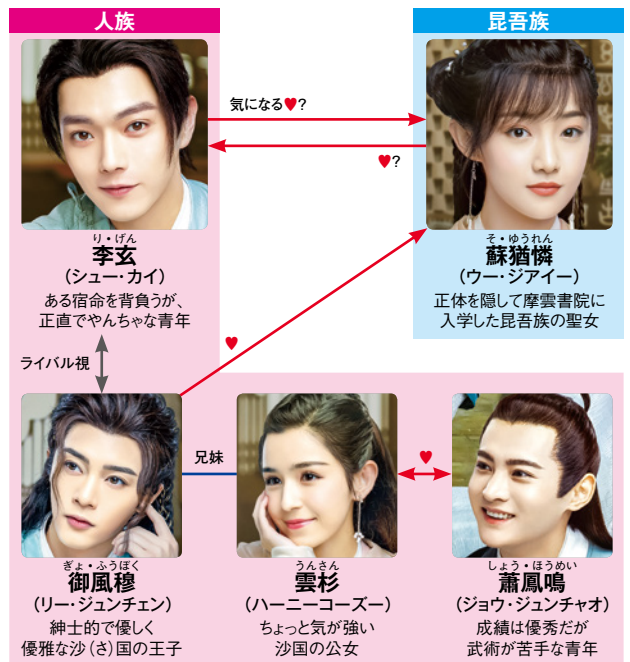 人族
昆吾族
気になる♥?
♥?
り・げん
李玄
(シュー・カイ)
ある宿命を背負うが、
正直でやんちゃな青年
そ・ゆうれん
蘇猶憐
(ウー・ジアイー)
正体を隠して摩雲書院に
入学した昆吾族の聖女
ライバル視
♥
兄妹
♥
ぎょ・ふうぼく
御風穆
(リー・ジュンチェン)
紳士的で優しく
優雅な沙(さ)国の王子
うんさん
雲杉
(ハーニーコーズー)
ちょっと気が強い
沙国の公女
しょう・ほうめい
蕭鳳鳴
(ジョウ・ジュンチャオ)
成績は優秀だが
武術が苦手な青年